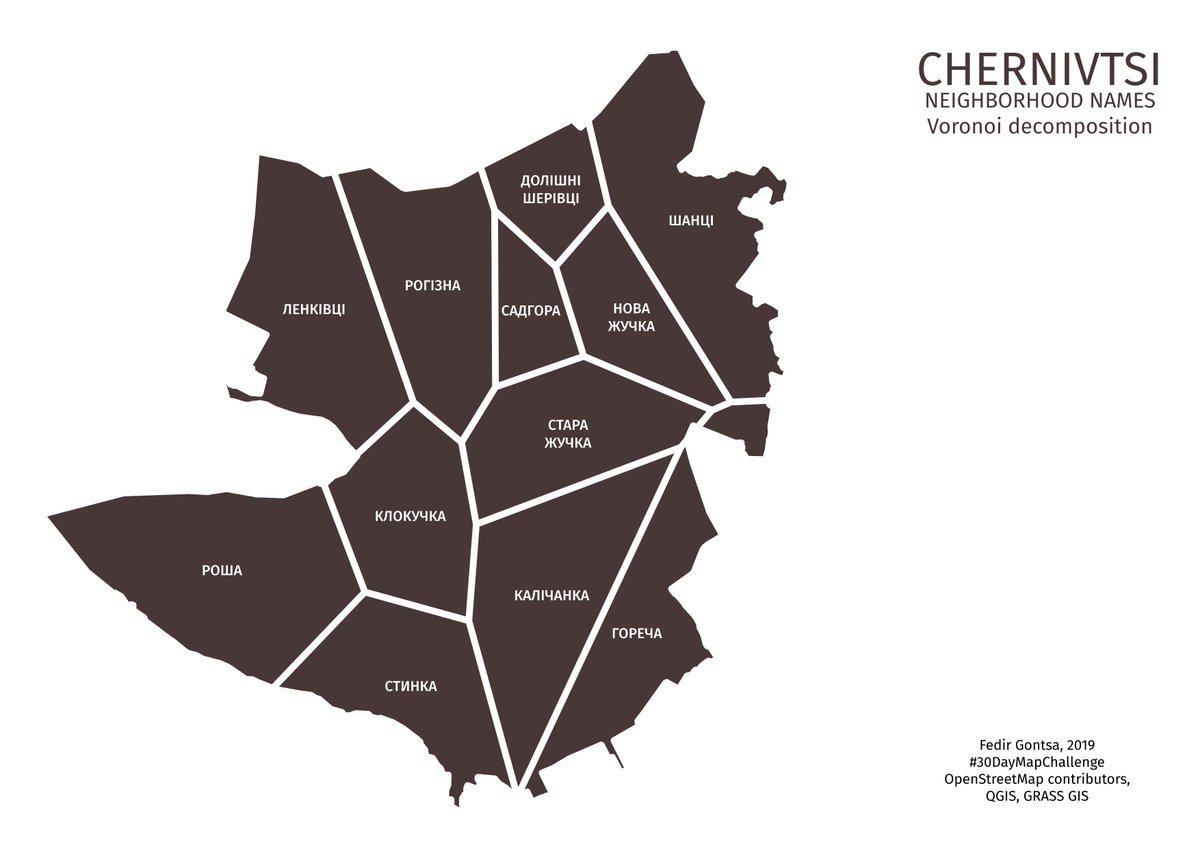 CHERNIVTSI
NEIGHBORHOOD NAMES
Voronoi decomposition
ДОЛІШНІ
ШЕРІВЦІ
ШАНЦІ
РОГІЗНА
ЛЕНКІВЦІ
САДГОРА
НОВА
ЖУЧКА
СТАРА
ЖУЧКА
КЛОКУЧКА
РОША
КАЛІЧАНКА
ГОРЕЧА
СТИНКА
Fedir Gontsa, 2019
#30DayMapChallenge
OpenStreetMap contributors,
QGIS, GRASS GIS